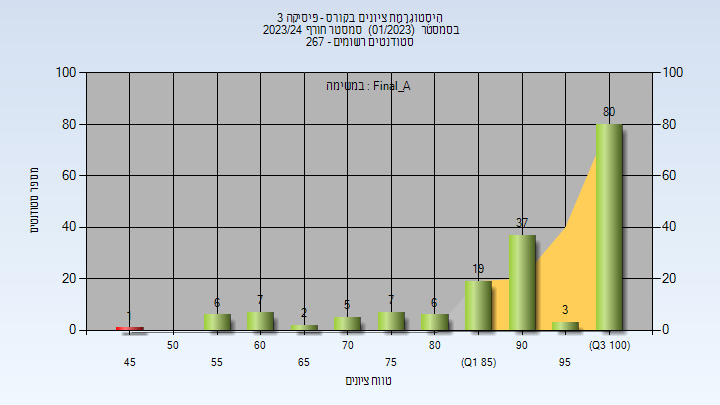 היסטוגרמת ציונים בקורס - פיסיקה 3
בסמסטר (01/2023) סמסטר חורף 2023/24
סטודנטים רשומים - 267
במשימה : Final_A
100 100
80 80
60 60
40 40
20 20
0 0
מספר סטודנטים
1 6 7 2 5 7 6 19 37 3 80
50 60 70 80 90 (Q3 100)
45 55 65 75 (Q1 85) 95
טווח ציונים